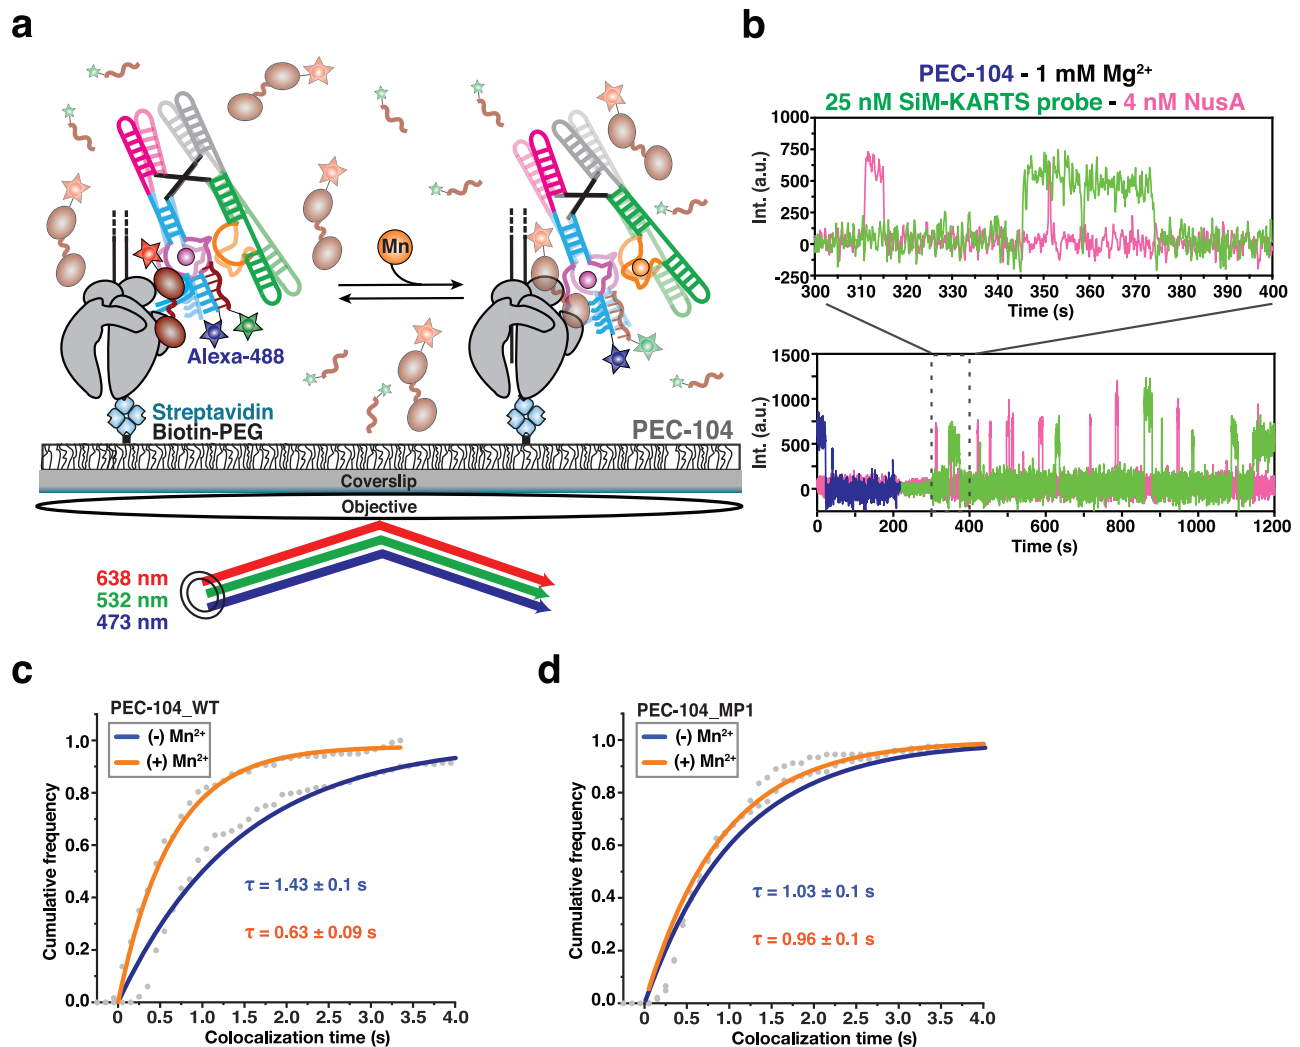 a
Mn
Alexa-488
Streptavidin
Biotin-PEG
PEC-104
Coverslip
Objective
638 nm
532 nm
473 nm
b
PEC-104 - 1 mM Mg²⁺
25 nM SiM-KARTS probe - 4 nM NusA
Int. (a.u.)
1000
750
500
250
0
-250
300 310 320 330 340 350 360 370 380 390 400
Time (s)
Int. (a.u.)
1500
1000
500
0
0 200 400 600 800 1000 1200
Time (s)
c
PEC-104_WT
(-) Mn²⁺
(+) Mn²⁺
Cumulative frequency
1.0
0.8
0.6
0.4
0.2
0.0
τ = 1.43 ± 0.1 s
τ = 0.63 ± 0.09 s
0 0.5 1.0 1.5 2.0 2.5 3.0 3.5 4.0
Colocalization time (s)
d
PEC-104_MP1
(-) Mn²⁺
(+) Mn²⁺
Cumulative frequency
1.0
0.8
0.6
0.4
0.2
0.0
τ = 1.03 ± 0.1 s
τ = 0.96 ± 0.1 s
0 0.5 1.0 1.5 2.0 2.5 3.0 3.5 4.0
Colocalization time (s)